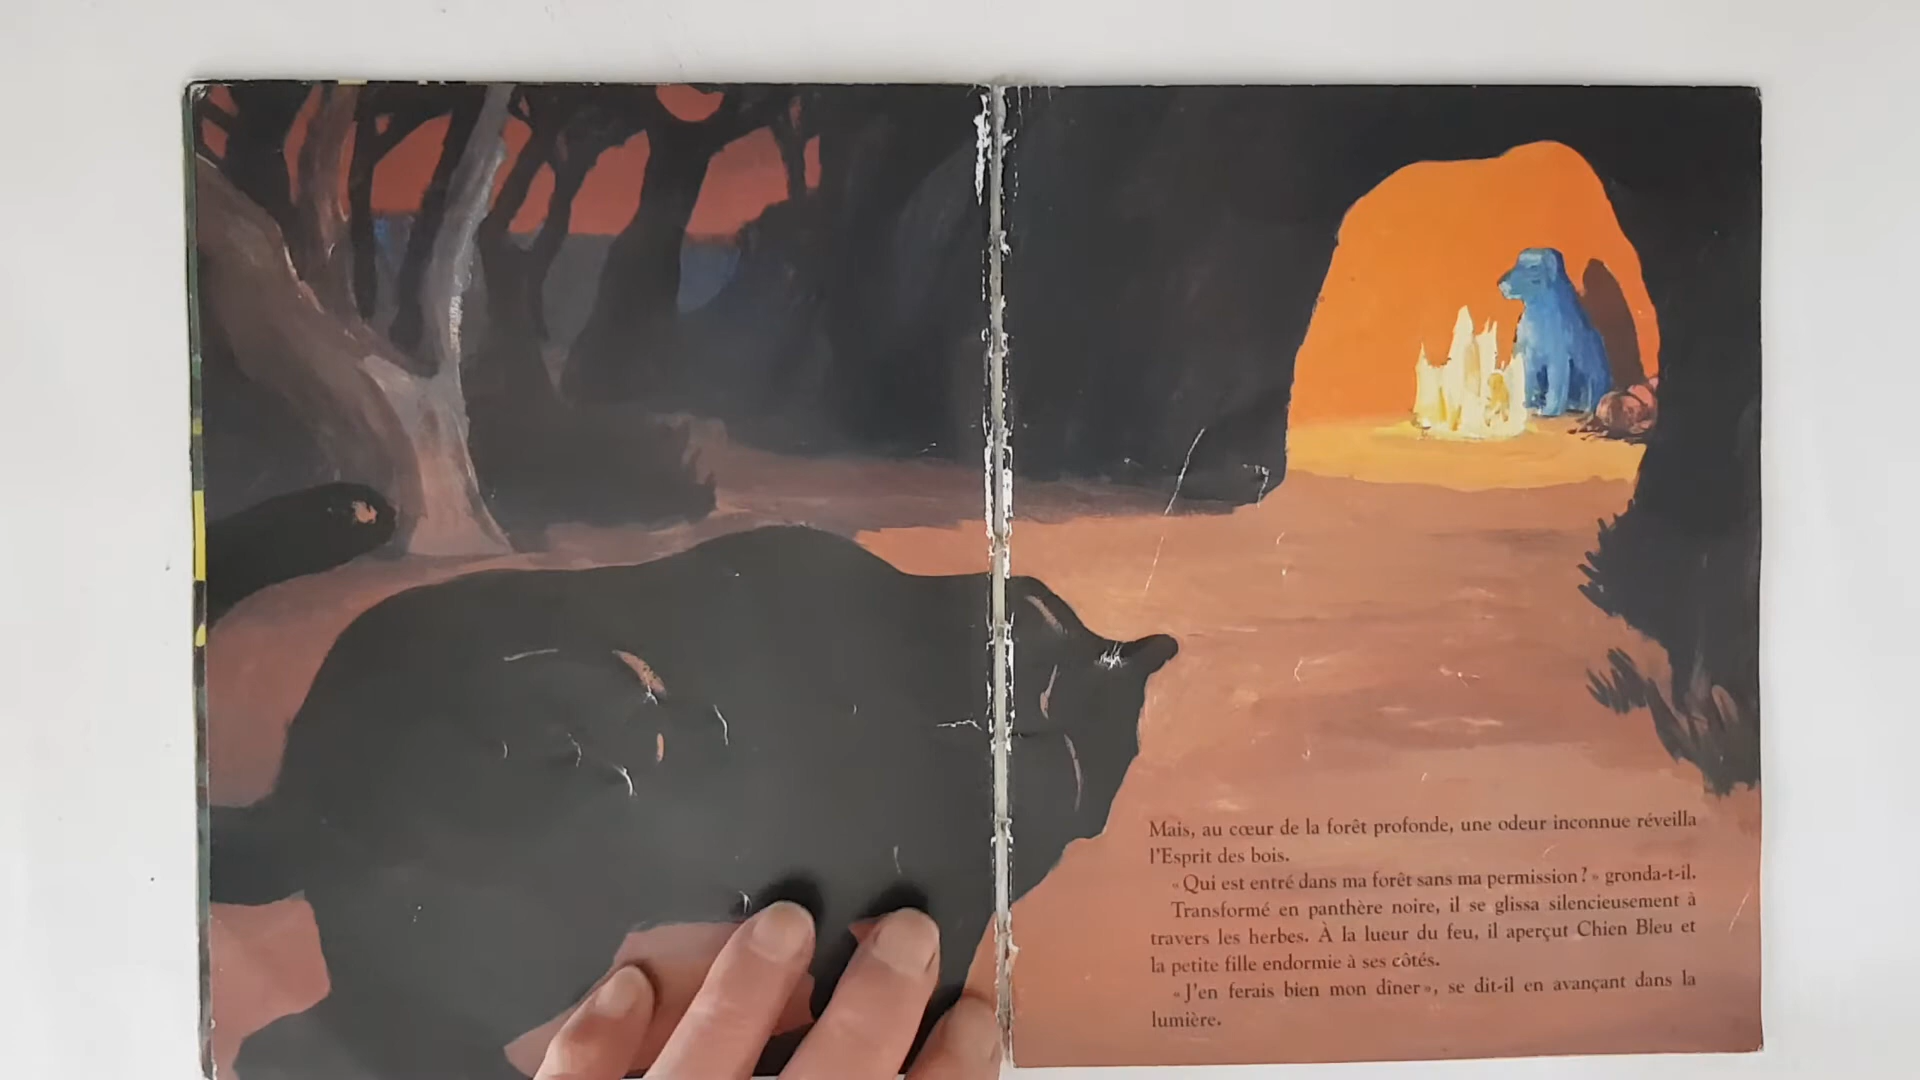 Mais, au cœur de la forêt profonde, une odeur inconnue réveilla
l'Esprit des bois.
« Qui est entré dans ma forêt sans ma permission ? » gronda-t-il.
Transformé en panthère noire, il se glissa silencieusement à
travers les herbes. À la lueur du feu, il aperçut Chien Bleu et
la petite fille endormie à ses côtés.
« J'en ferais bien mon dîner », se dit-il en avançant dans la
lumière.